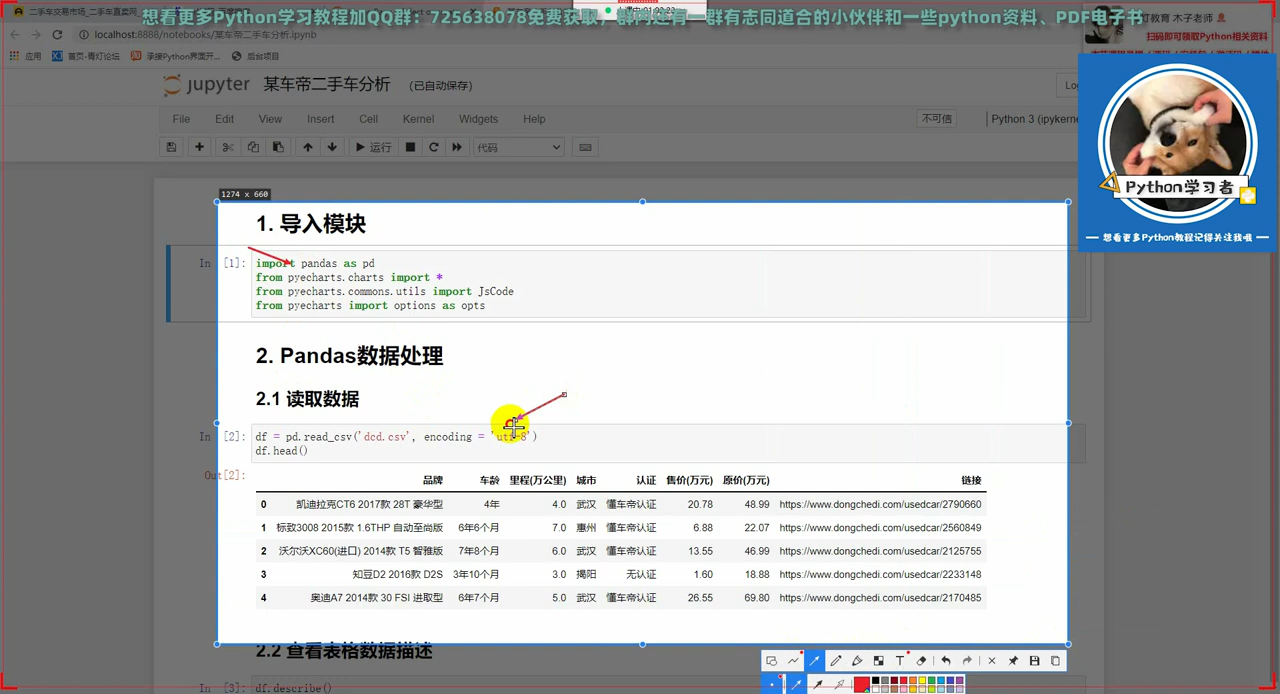 想看更多Python学习教程加QQ群：725638078免费获取，群内还有一群有志同道合的小伙伴和一些python资料、PDF电子书
localhost:8888/notebooks/某车帝二手车分析.ipynb
扫码即可领取Python相关资料
应用 首页-青灯论坛 承接Python界面开... 后台项目
jupyter 某车帝二手车分析 (已自动保存)
File Edit View Insert Cell Kernel Widgets Help 不可信 Python 3 (ipykerne
运行 代码
Python学习者
想看更多Python教程记得关注我哦
1274 x 660
1. 导入模块
In [1]: import pandas as pd
from pyecharts.charts import *
from pyecharts.commons.utils import JsCode
from pyecharts import options as opts
2. Pandas数据处理
2.1 读取数据
In [2]: df = pd.read_csv('dcd.csv', encoding = 'utf-8')
df.head()
Out[2]:
品牌 车龄 里程(万公里) 城市 认证 售价(万元) 原价(万元) 链接
0 凯迪拉克CT6 2017款 28T 豪华型 4年 4.0 武汉 懂车帝认证 20.78 48.99 https://www.dongchedi.com/usedcar/2790660
1 标致3008 2015款 1.6THP 自动至尚版 6年6个月 7.0 惠州 懂车帝认证 6.88 22.07 https://www.dongchedi.com/usedcar/2560849
2 沃尔沃XC60(进口) 2014款 T5 智雅版 7年8个月 6.0 武汉 懂车帝认证 13.55 46.99 https://www.dongchedi.com/usedcar/2125755
3 知豆D2 2016款 D2S 3年10个月 3.0 揭阳 无认证 1.60 18.88 https://www.dongchedi.com/usedcar/2233148
4 奥迪A7 2014款 30 FSI 进取型 6年7个月 5.0 武汉 懂车帝认证 26.55 69.80 https://www.dongchedi.com/usedcar/2170485
2.2 查看表格数据描述
In [3]: df.describe()